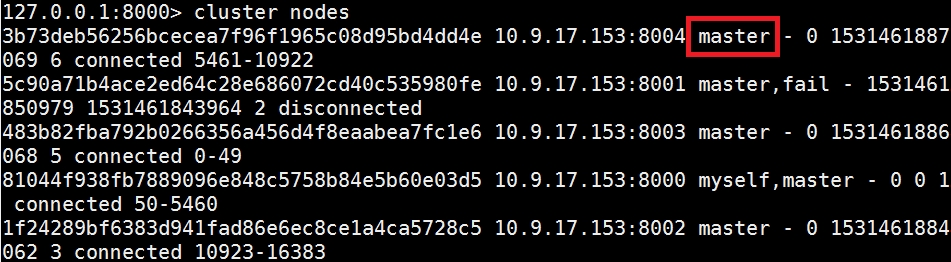 127.0.0.1:8000> cluster nodes
3b73deb56256bcecea7f96f1965c08d95bd4dd4e 10.9.17.153:8004 master - 0 1531461887
069 6 connected 5461-10922
5c90a71b4ace2ed64c28e686072cd40c535980fe 10.9.17.153:8001 master,fail - 1531461
850979 1531461843964 2 disconnected
483b82fba792b0266356a456d4f8eaabea7fc1e6 10.9.17.153:8003 master - 0 1531461886
068 5 connected 0-49
81044f938fb7889096e848c5758b84e5b60e03d5 10.9.17.153:8000 myself,master - 0 0 1
 connected 50-5460
1f24289bf6383d941fad86e6ec8ce1a4ca5728c5 10.9.17.153:8002 master - 0 1531461884
062 3 connected 10923-16383